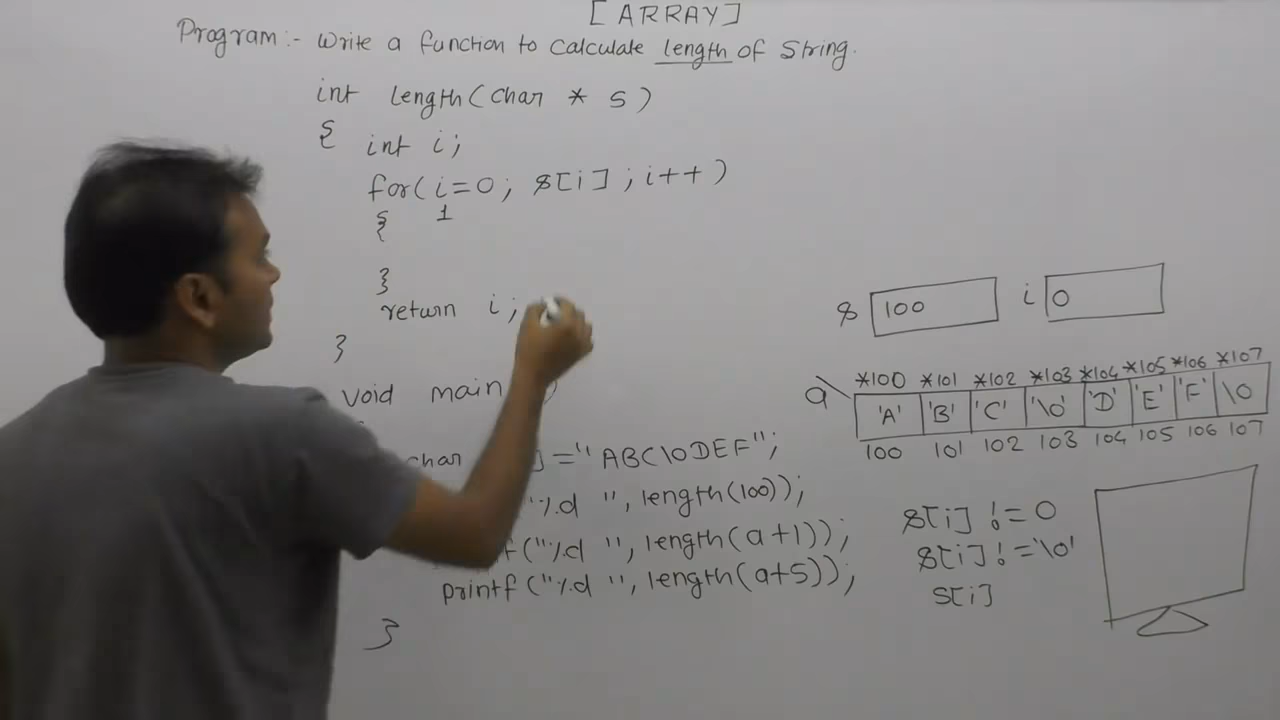 [ARRAY]
Program:- Write a function to calculate length of String.
int length(char * s)
{ int i;
for(i=0; s[i]; i++)
{ 1
}
return i;
}
void main )
char ]="ABC\0DEF";
"%d ", length(100));
f("%d ", length(a+1));
printf("%d ", length(a+5));
}
s 100 i 0
*100 *101 *102 *103 *104 *105 *106 *107
a 'A' 'B' 'C' '\0' 'D' 'E' 'F' \0
100 101 102 103 104 105 106 107
s[i] != 0
s[i] != '\0'
s[i]